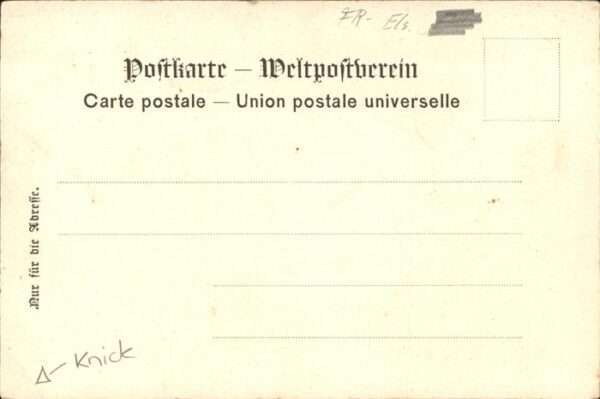 FR- Els.
Postkarte — Weltpostverein
Carte postale — Union postale universelle
Nur für die Adresse.
Knick